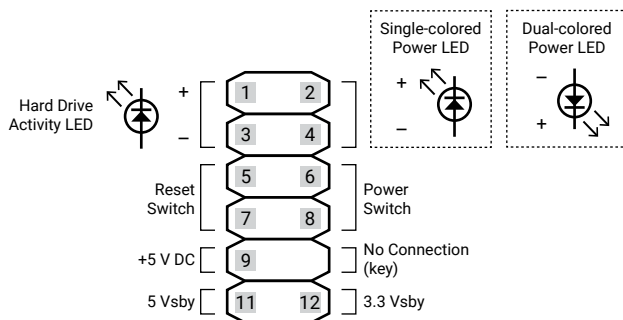 Single-colored
Power LED
Dual-colored
Power LED
+
–
–
+
Hard Drive
Activity LED
+
–
1 2
3 4
Reset
Switch
5 6
7 8
Power
Switch
+5 V DC
9
No Connection
(key)
5 Vsby
11 12
3.3 Vsby